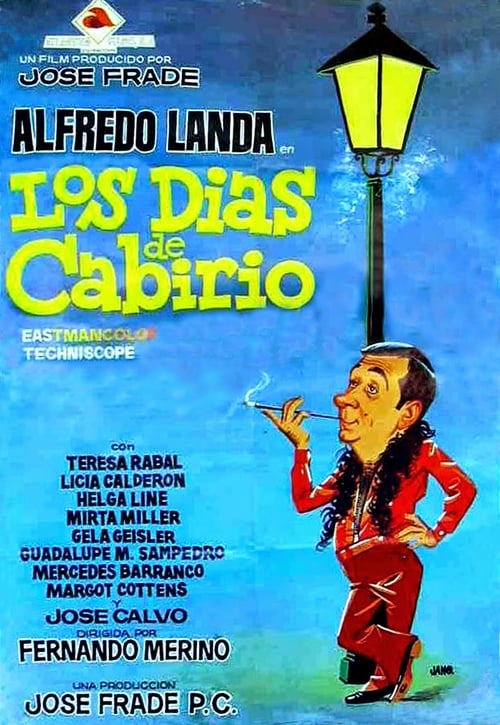 UN FILM PRODUCIDO POR
JOSE FRADE
ALFREDO LANDA
en
Los Dias
de
Cabirio
EASTMANCOLOR
TECHNISCOPE
con
TERESA RABAL
LICIA CALDERON
HELGA LINE
MIRTA MILLER
GELA GEISLER
GUADALUPE M. SAMPEDRO
MERCEDES BARRANCO
MARGOT COTTENS
Y
JOSE CALVO
DIRIGIDA POR
FERNANDO MERINO
UNA PRODUCCION
JOSE FRADE P.C.
JANO.